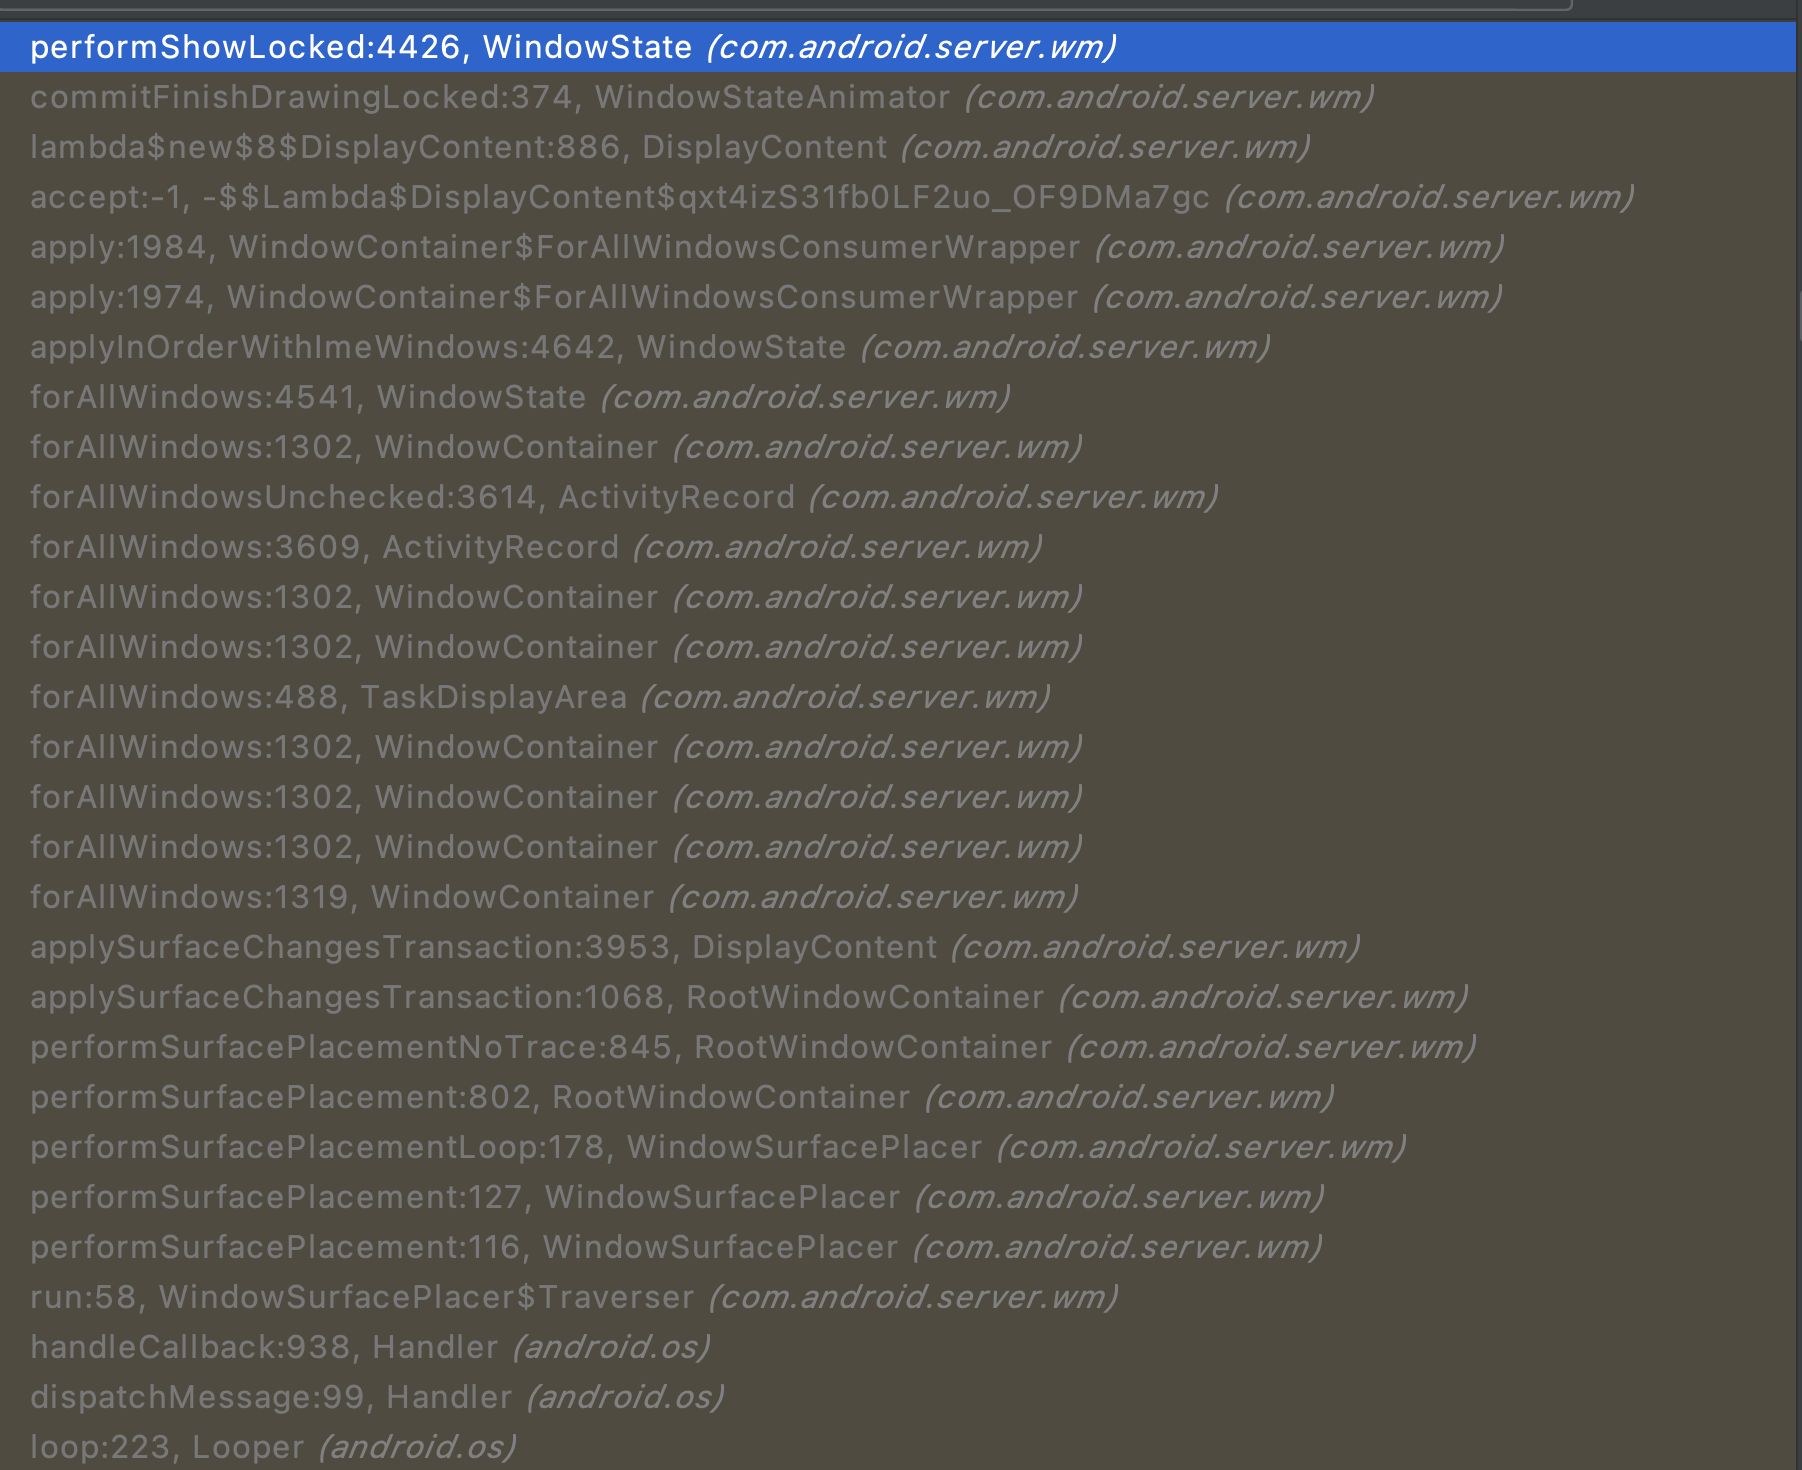 performShowLocked:4426, WindowState (com.android.server.wm)
commitFinishDrawingLocked:374, WindowStateAnimator (com.android.server.wm)
lambda$new$8$DisplayContent:886, DisplayContent (com.android.server.wm)
accept:-1, -$$Lambda$DisplayContent$qxt4izS31fb0LF2uo_OF9DMa7gc (com.android.server.wm)
apply:1984, WindowContainer$ForAllWindowsConsumerWrapper (com.android.server.wm)
apply:1974, WindowContainer$ForAllWindowsConsumerWrapper (com.android.server.wm)
applyInOrderWithImeWindows:4642, WindowState (com.android.server.wm)
forAllWindows:4541, WindowState (com.android.server.wm)
forAllWindows:1302, WindowContainer (com.android.server.wm)
forAllWindowsUnchecked:3614, ActivityRecord (com.android.server.wm)
forAllWindows:3609, ActivityRecord (com.android.server.wm)
forAllWindows:1302, WindowContainer (com.android.server.wm)
forAllWindows:1302, WindowContainer (com.android.server.wm)
forAllWindows:488, TaskDisplayArea (com.android.server.wm)
forAllWindows:1302, WindowContainer (com.android.server.wm)
forAllWindows:1302, WindowContainer (com.android.server.wm)
forAllWindows:1302, WindowContainer (com.android.server.wm)
forAllWindows:1319, WindowContainer (com.android.server.wm)
applySurfaceChangesTransaction:3953, DisplayContent (com.android.server.wm)
applySurfaceChangesTransaction:1068, RootWindowContainer (com.android.server.wm)
performSurfacePlacementNoTrace:845, RootWindowContainer (com.android.server.wm)
performSurfacePlacement:802, RootWindowContainer (com.android.server.wm)
performSurfacePlacementLoop:178, WindowSurfacePlacer (com.android.server.wm)
performSurfacePlacement:127, WindowSurfacePlacer (com.android.server.wm)
performSurfacePlacement:116, WindowSurfacePlacer (com.android.server.wm)
run:58, WindowSurfacePlacer$Traverser (com.android.server.wm)
handleCallback:938, Handler (android.os)
dispatchMessage:99, Handler (android.os)
loop:223, Looper (android.os)